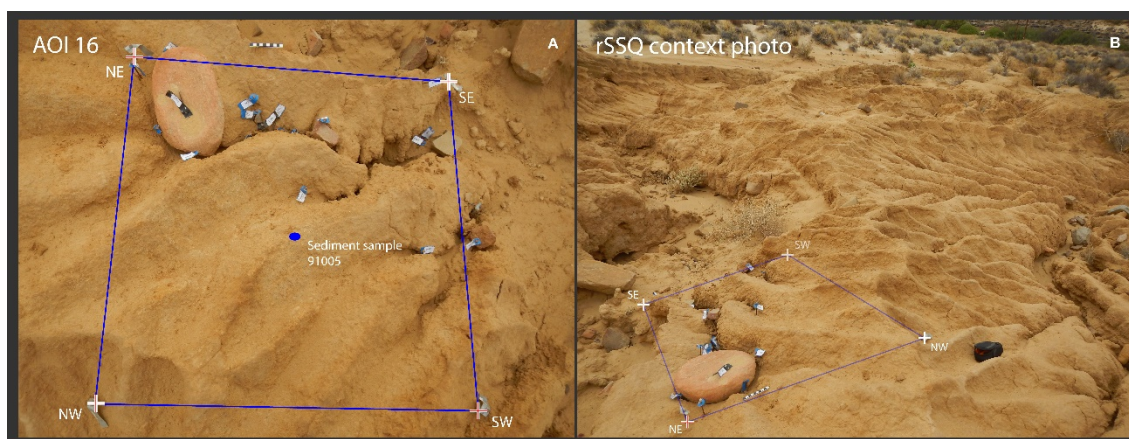 AOI 16
A
NE
SE
Sediment sample
91005
NW
SW
rSSQ context photo
B
SW
SE
NW
NE